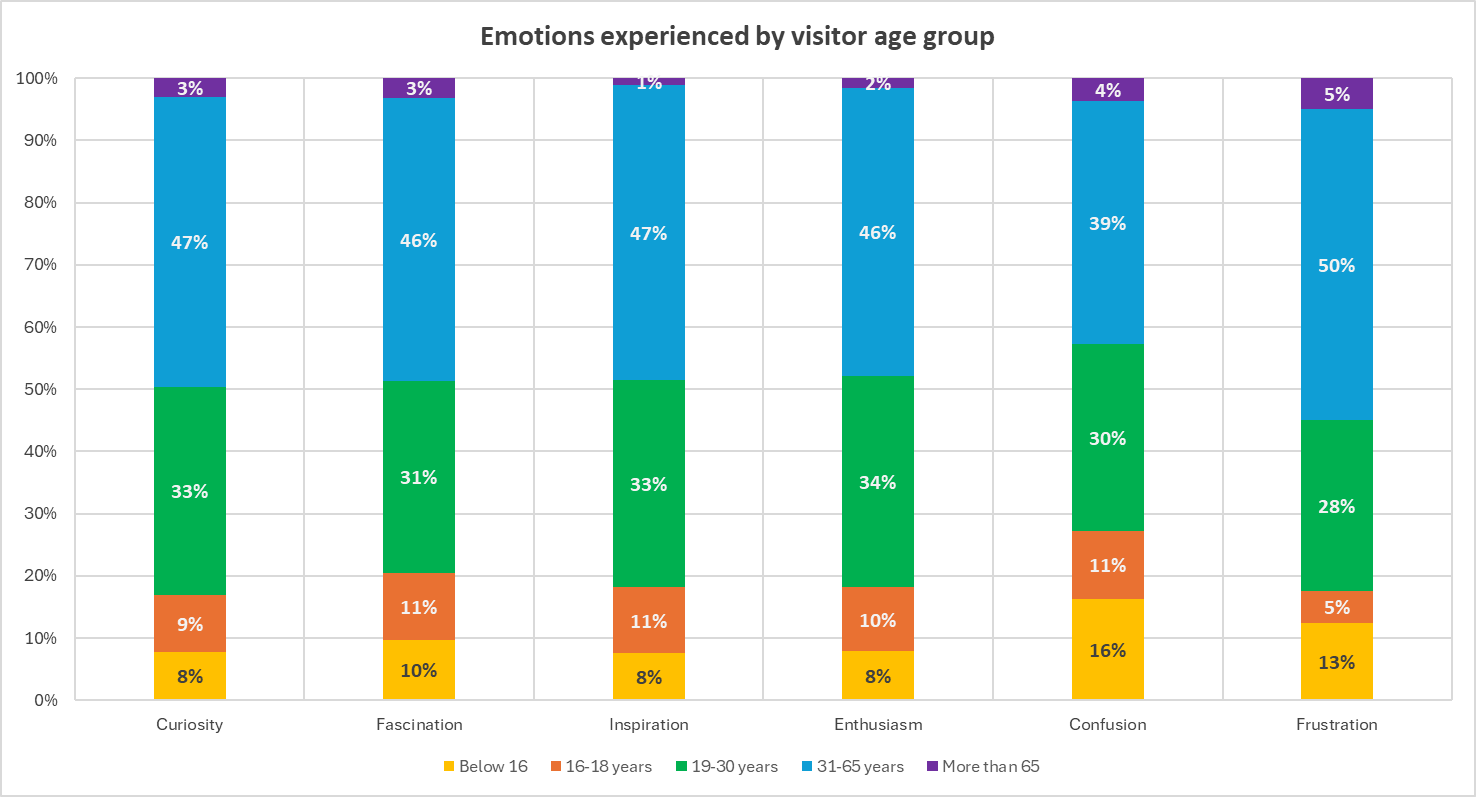 Emotions experienced by visitor age group
100%
90%
80%
70%
60%
50%
40%
30%
20%
10%
0%
3% 3% 1% 2% 4% 5%
47% 46% 47% 46% 39% 50%
33% 31% 33% 34% 30% 28%
9% 11% 11% 10% 11% 5%
8% 10% 8% 8% 16% 13%
Curiosity Fascination Inspiration Enthusiasm Confusion Frustration
Below 16 16-18 years 19-30 years 31-65 years More than 65